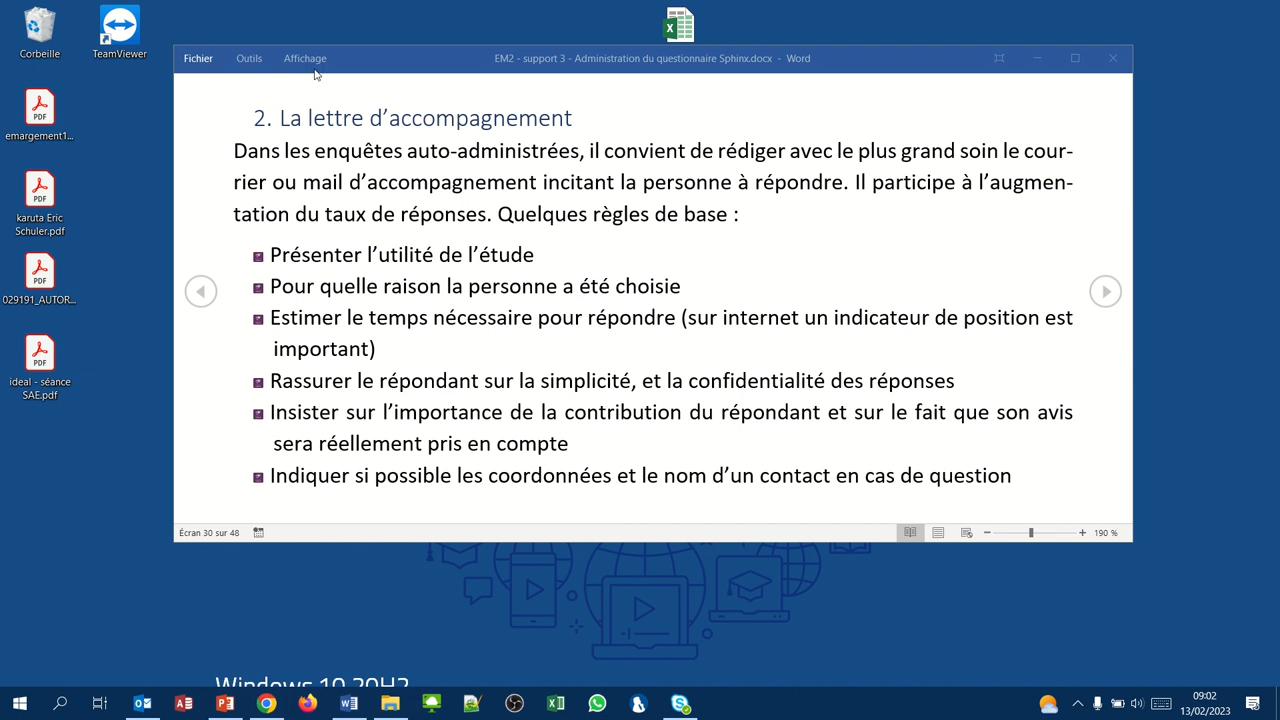 Corbeille
TeamViewer
Fichier Outils Affichage EM2 - support 3 - Administration du questionnaire Sphinx.docx - Word
emargement1...
karuta Eric
Schuler.pdf
029191_AUTOR...
ideal - séance
SAE.pdf
2. La lettre d’accompagnement
Dans les enquêtes auto-administrées, il convient de rédiger avec le plus grand soin le cour-
rier ou mail d’accompagnement incitant la personne à répondre. Il participe à l’augmen-
tation du taux de réponses. Quelques règles de base :
Présenter l’utilité de l’étude
Pour quelle raison la personne a été choisie
Estimer le temps nécessaire pour répondre (sur internet un indicateur de position est
important)
Rassurer le répondant sur la simplicité, et la confidentialité des réponses
Insister sur l’importance de la contribution du répondant et sur le fait que son avis
sera réellement pris en compte
Indiquer si possible les coordonnées et le nom d’un contact en cas de question
Écran 30 sur 48
190 %
Windows 10 20H2
09:02
13/02/2023